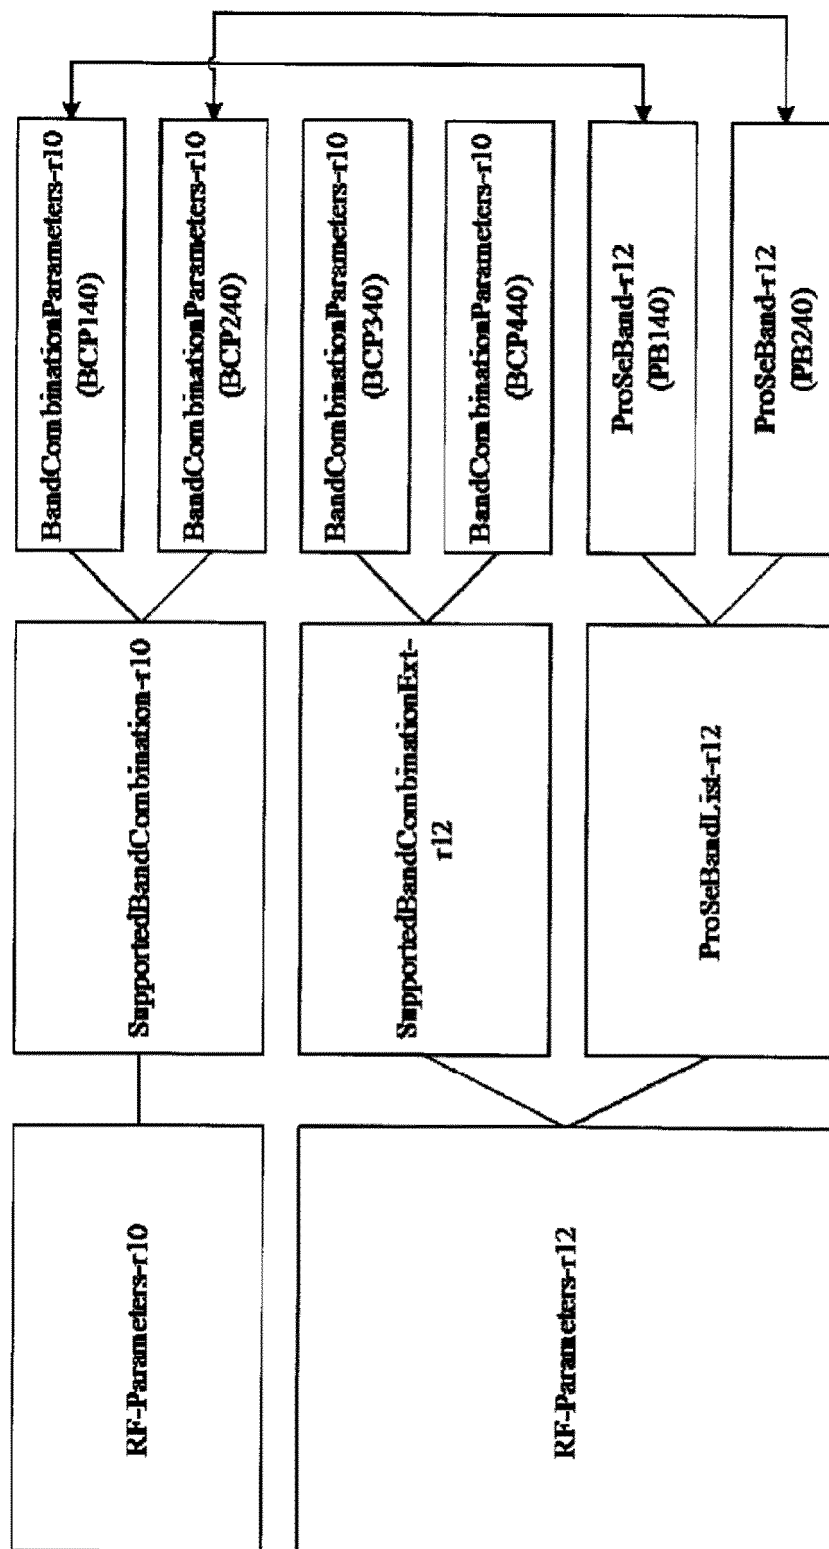 RF-Parameters-r10
SupportedBandCombination-r10
BandCombinationParameters-r10
(BCP140)
BandCombinationParameters-r10
(BCP240)
RF-Parameters-r12
SupportedBandCombinationExt-
r12
BandCombinationParameters-r10
(BCP340)
BandCombinationParameters-r10
(BCP440)
ProSeBandList-r12
ProSeBand-r12
(PB140)
ProSeBand-r12
(PB240)